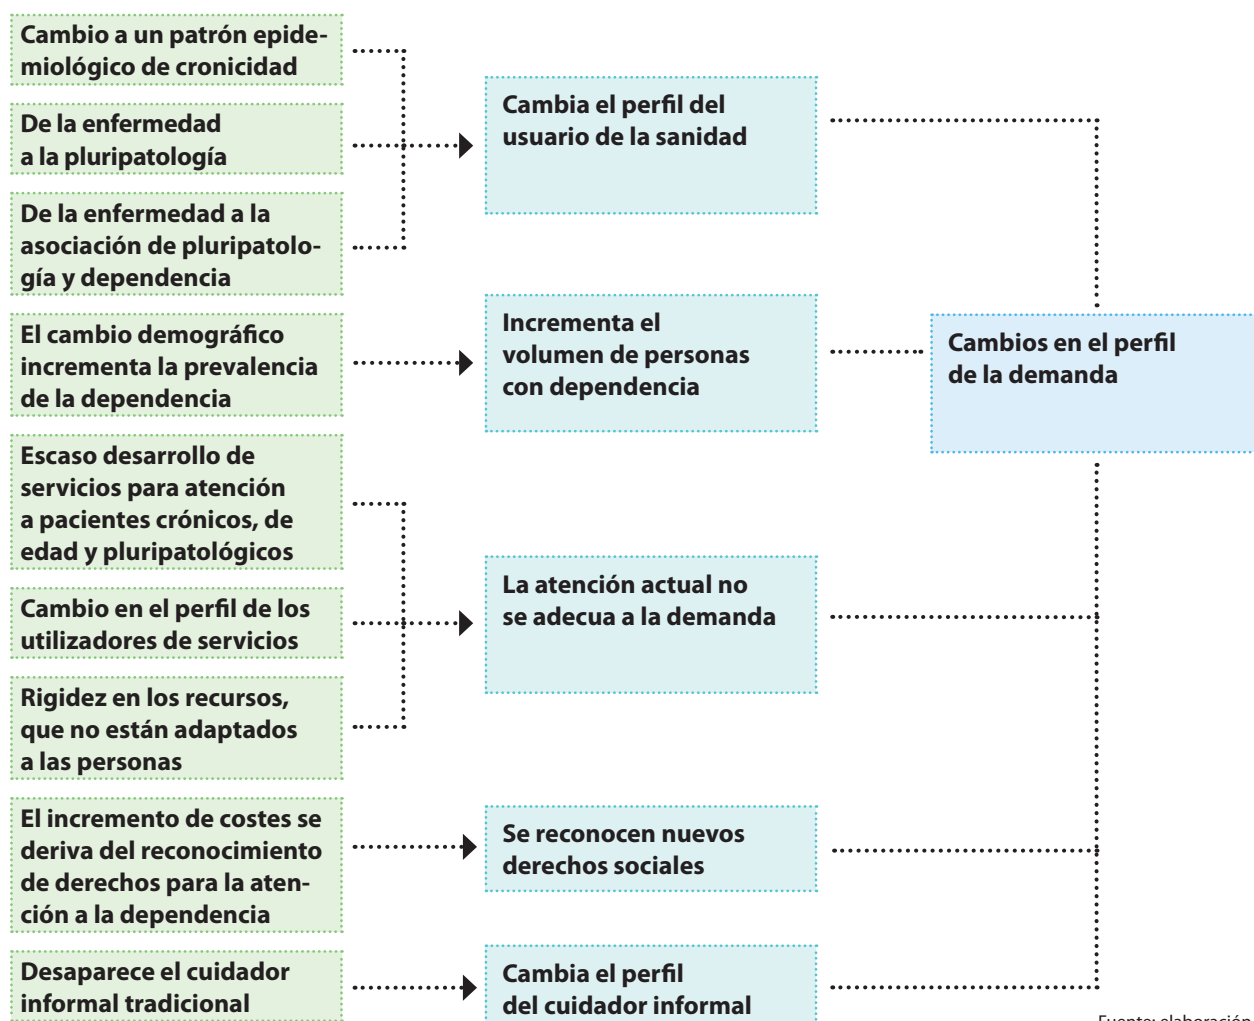 Cambio a un patrón epide-
miológico de cronicidad
De la enfermedad
a la pluripatología
De la enfermedad a la
asociación de pluripatolo-
gía y dependencia
El cambio demográfico
incrementa la prevalencia
de la dependencia
Escaso desarrollo de
servicios para atención
a pacientes crónicos, de
edad y pluripatológicos
Cambio en el perfil de los
utilizadores de servicios
Rigidez en los recursos,
que no están adaptados
a las personas
El incremento de costes se
deriva del reconocimiento
de derechos para la aten-
ción a la dependencia
Desaparece el cuidador
informal tradicional
Cambia el perfil del
usuario de la sanidad
Incrementa el
volumen de personas
con dependencia
La atención actual no
se adecua a la demanda
Se reconocen nuevos
derechos sociales
Cambia el perfil
del cuidador informal
Cambios en el perfil
de la demanda
Fuente: elaboración